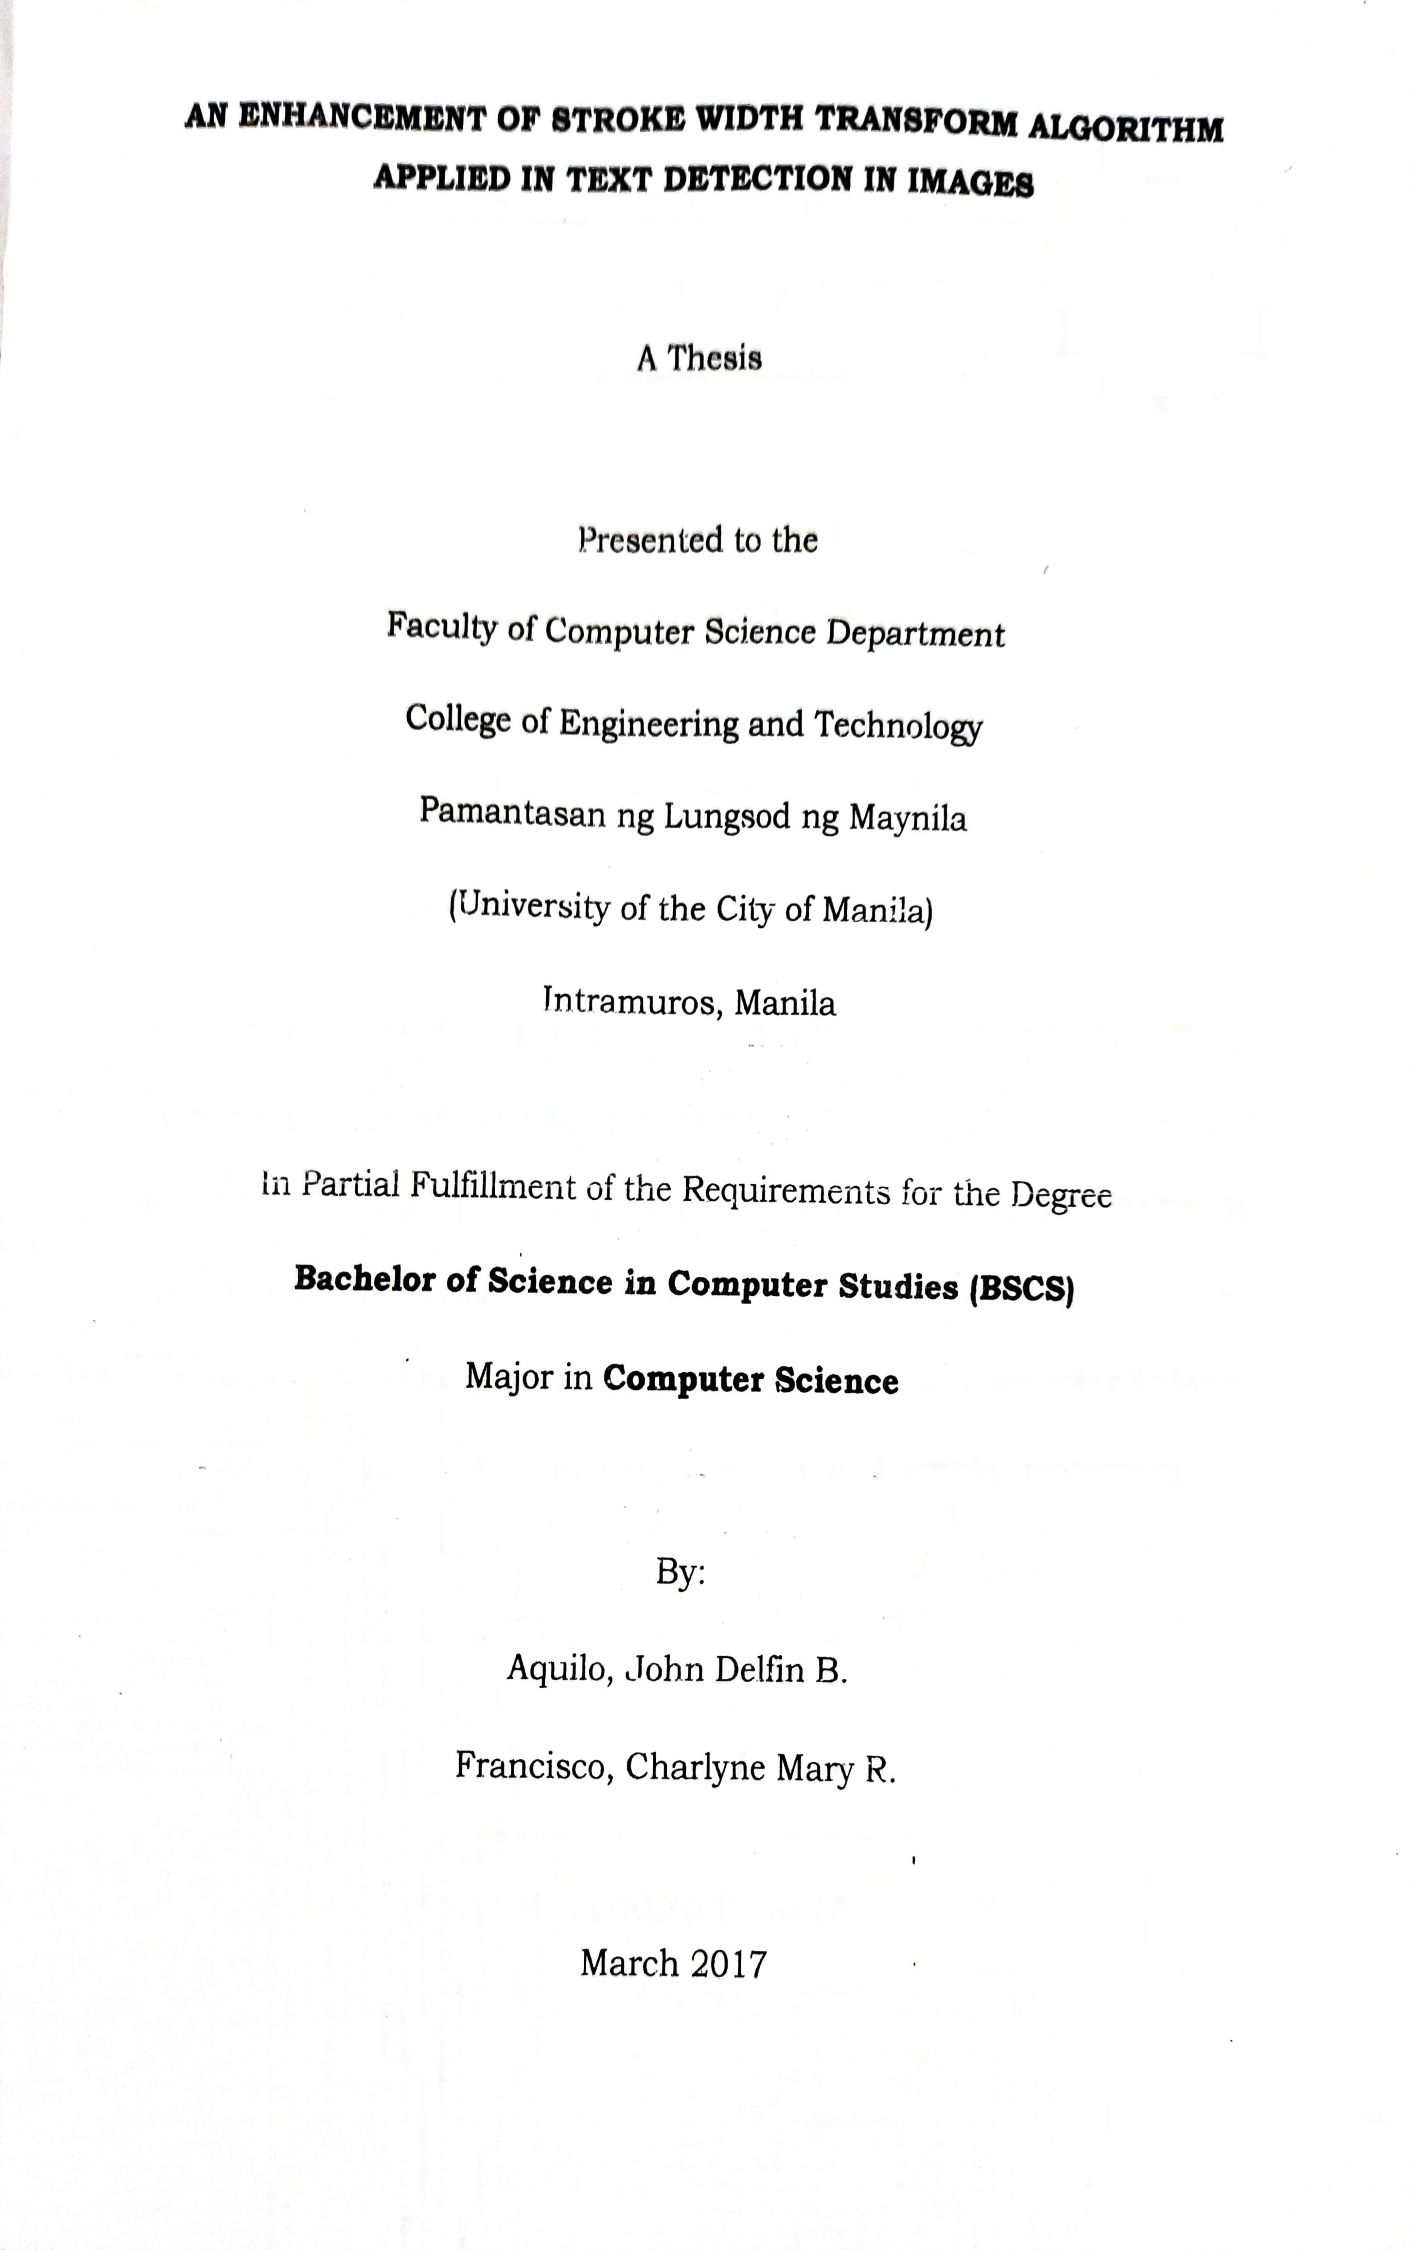 AN ENHANCEMENT OF STROKE WIDTH TRANSFORM ALGORITHM
APPLIED IN TEXT DETECTION IN IMAGES
A Thesis
Presented to the
Faculty of Computer Science Department
College of Engineering and Technology
Pamantasan ng Lungsod ng Maynila
(University of the City of Manila)
Intramuros, Manila
In Partial Fulfillment of the Requirements for the Degree
Bachelor of Science in Computer Studies (BSCS)
Major in Computer Science
By:
Aquilo, John Delfin B.
Francisco, Charlyne Mary R.
March 2017